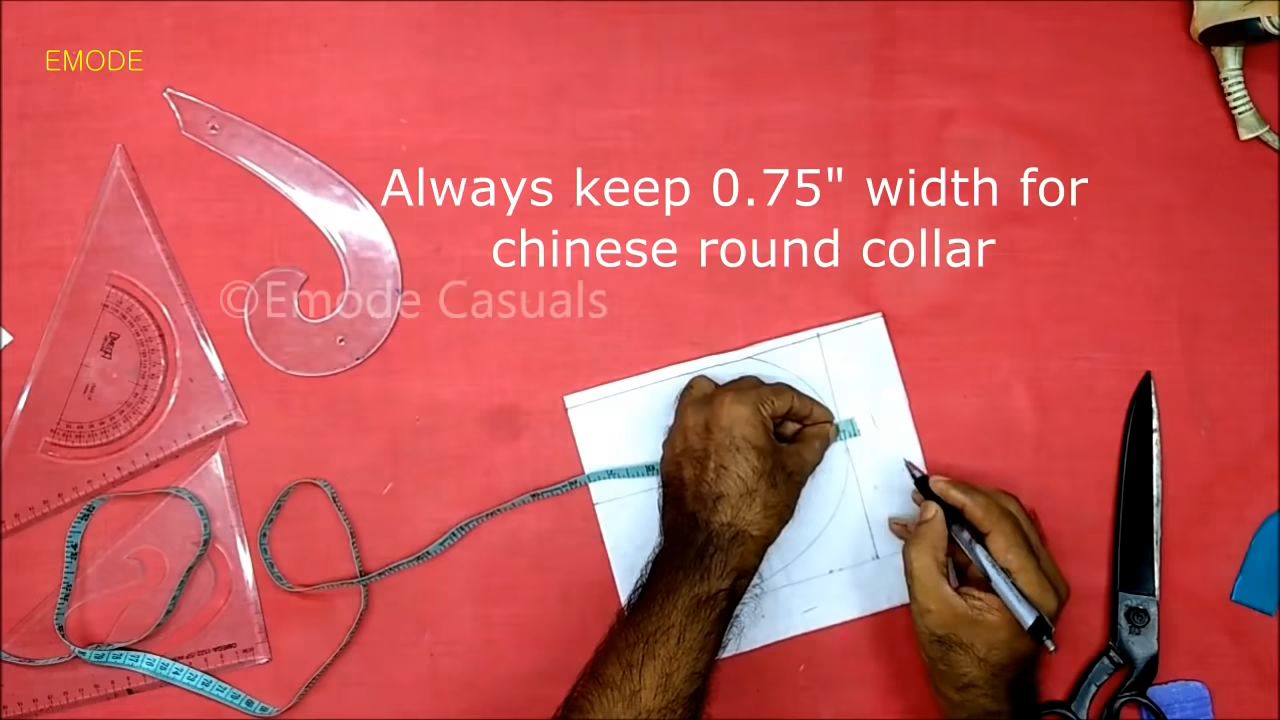 EMODE
Always keep 0.75" width for
chinese round collar
©Emode Casuals